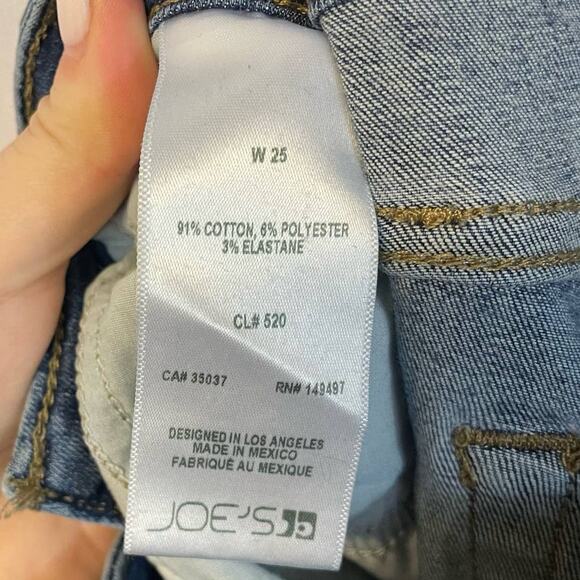 W 25
91% COTTON, 6% POLYESTER
3% ELASTANE
CL# 520
CA# 35037 RN# 149497
DESIGNED IN LOS ANGELES
MADE IN MEXICO
FABRIQUÉ AU MEXIQUE
JOE'S